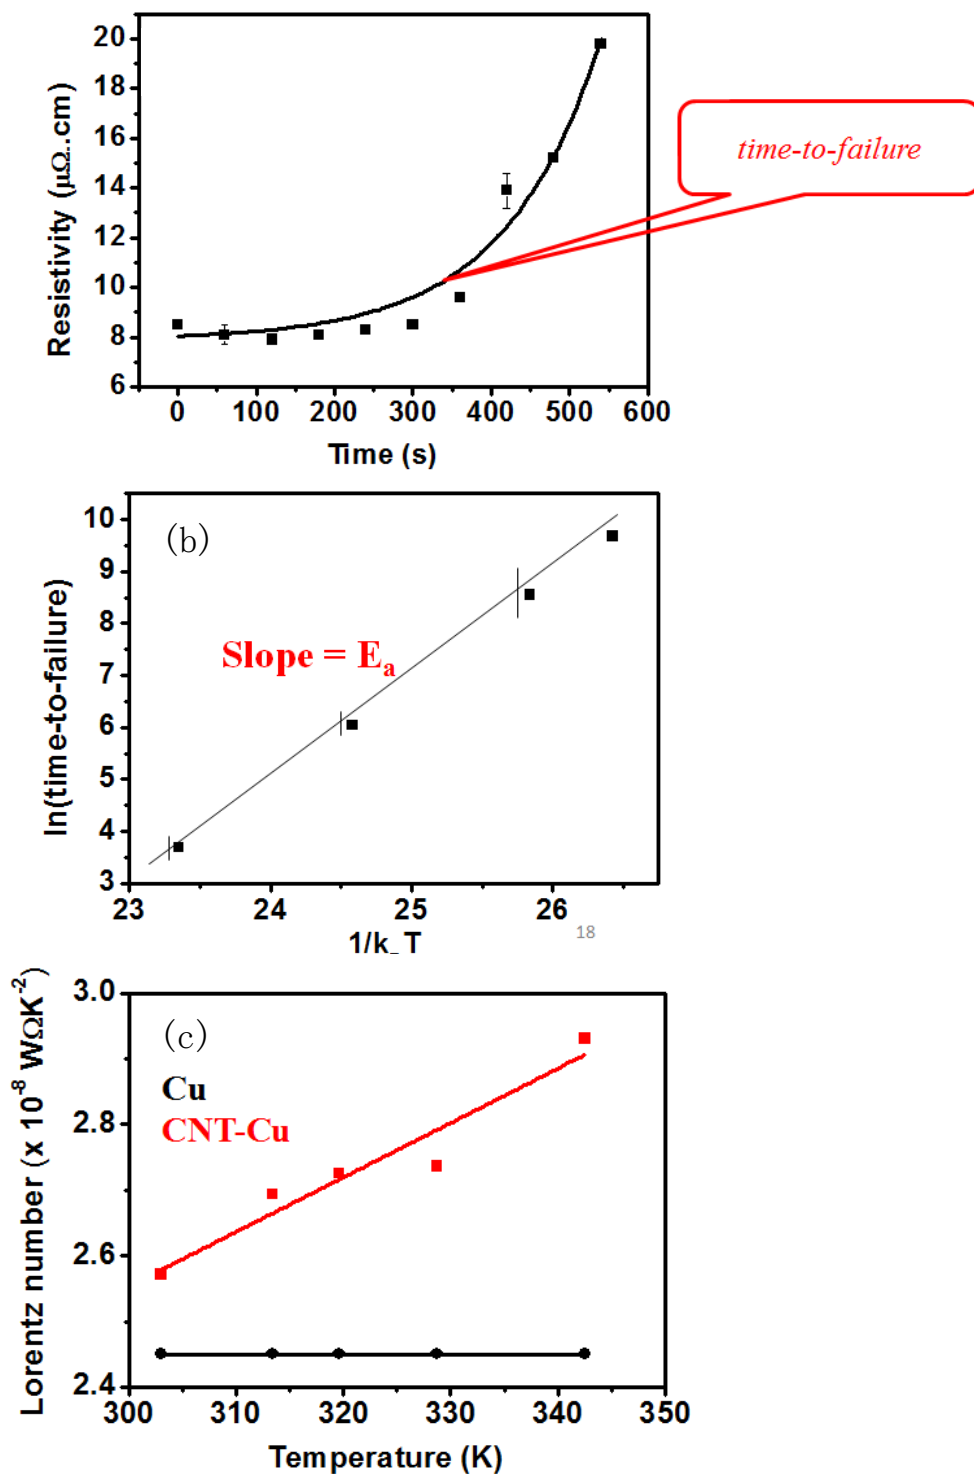 20
18
16
14
12
10
8
6
Resistivity (μΩ..cm)
0 100 200 300 400 500 600
Time (s)
time-to-failure
(b)
10
9
8
7
6
5
4
3
ln(time-to-failure)
Slope = Eₐ
23 24 25 26
18
(c)
3.0
2.8
2.6
2.4
Lorentz number (x 10⁻⁸ WΩK⁻²)
Cu
CNT-Cu
300 310 320 330 340 350
Temperature (K)